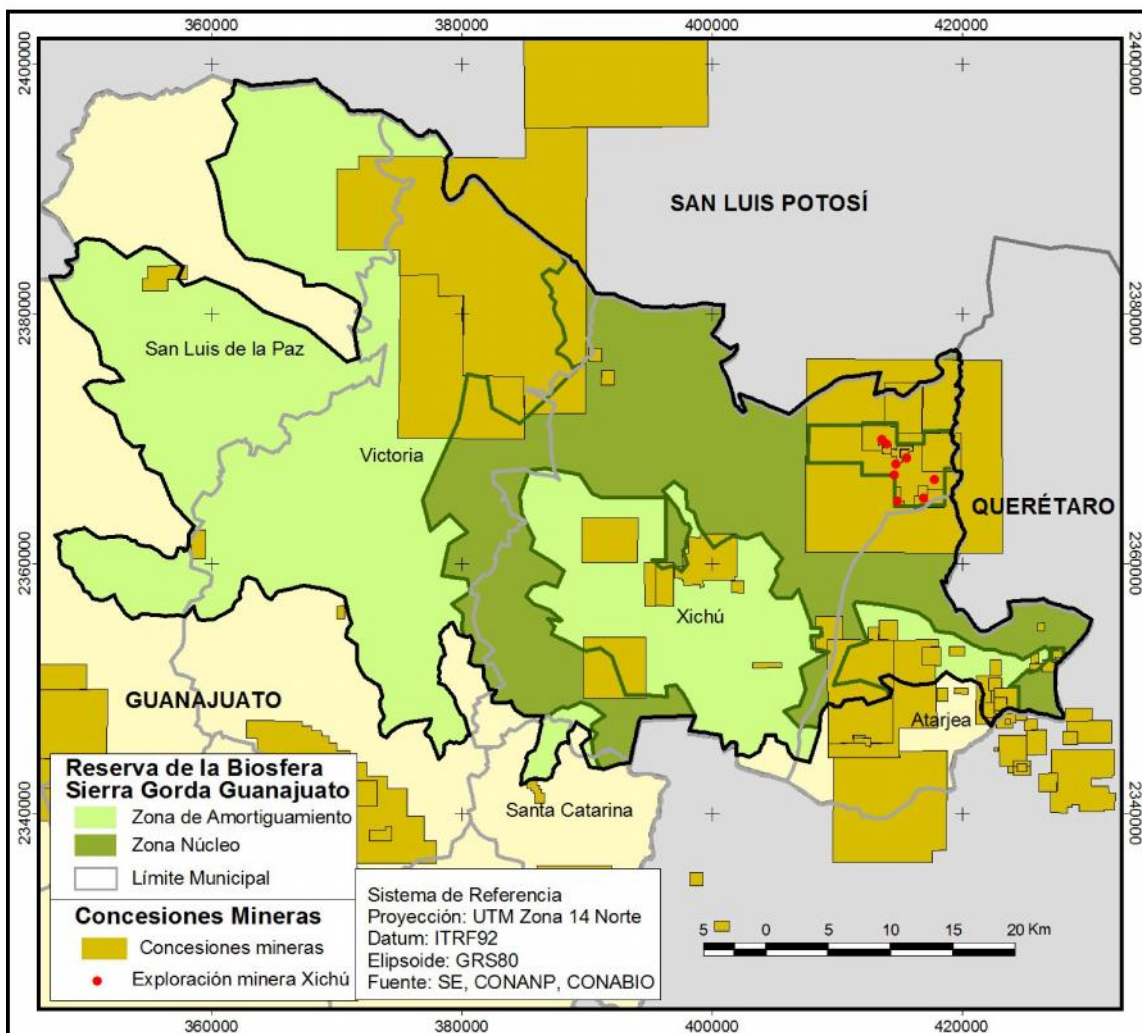 360000 380000 400000 420000
2400000 2400000
SAN LUIS POTOSÍ
2380000 2380000
San Luis de la Paz
Victoria
QUERÉTARO
2360000 2360000
Xichú
GUANAJUATO
Atarjea
Reserva de la Biosfera
Sierra Gorda Guanajuato
Zona de Amortiguamiento
Zona Núcleo
Límite Municipal
Concesiones Mineras
Concesiones mineras
Exploración minera Xichú
Santa Catarina
2340000 2340000
Sistema de Referencia
Proyección: UTM Zona 14 Norte
Datum: ITRF92
Elipsoide: GRS80
Fuente: SE, CONANP, CONABIO
5 0 5 10 15 20 Km
360000 380000 400000 420000